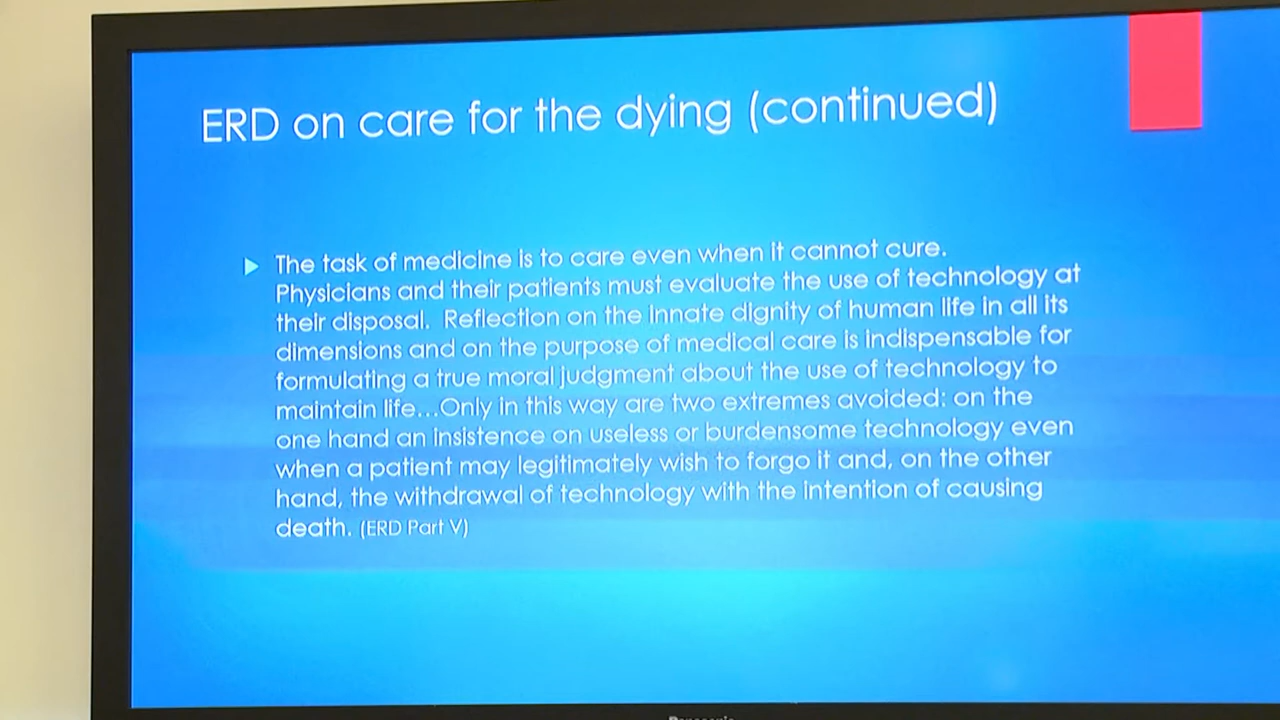 ERD on care for the dying (continued)
The task of medicine is to care even when it cannot cure.
Physicians and their patients must evaluate the use of technology at
their disposal. Reflection on the innate dignity of human life in all its
dimensions and on the purpose of medical care is indispensable for
formulating a true moral judgment about the use of technology to
maintain life...Only in this way are two extremes avoided: on the
one hand an insistence on useless or burdensome technology even
when a patient may legitimately wish to forgo it and, on the other
hand, the withdrawal of technology with the intention of causing
death. (ERD Part V)